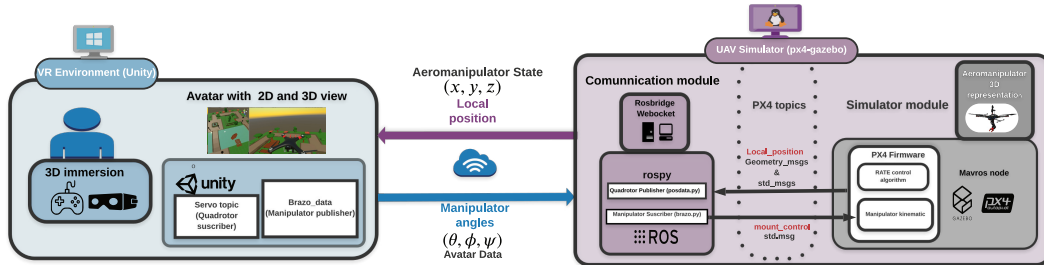 VR Environment (Unity)
Avatar with 2D and 3D view
3D immersion
unity
Servo topic
(Quadrotor
suscriber)
Brazo_data
(Manipulator publisher)
Aeromanipulator State
(x, y, z)
Local
position
Manipulator
angles
(θ, ϕ, ψ)
Avatar Data
UAV Simulator (px4-gazebo)
Comunnication module
Rosbridge
Webocket
rospy
Quadrotor Publisher (posdata.py)
Manipulator Suscriber (brazo.py)
ROS
PX4 topics
Local_position
Geometry_msgs
&
std_msgs
mount_control
std.msg
Simulator module
Aeromanipulator
3D
representation
PX4 Firmware
RATE control
algorithm
Manipulator kinematic
Mavros node
GAZEBO
px4